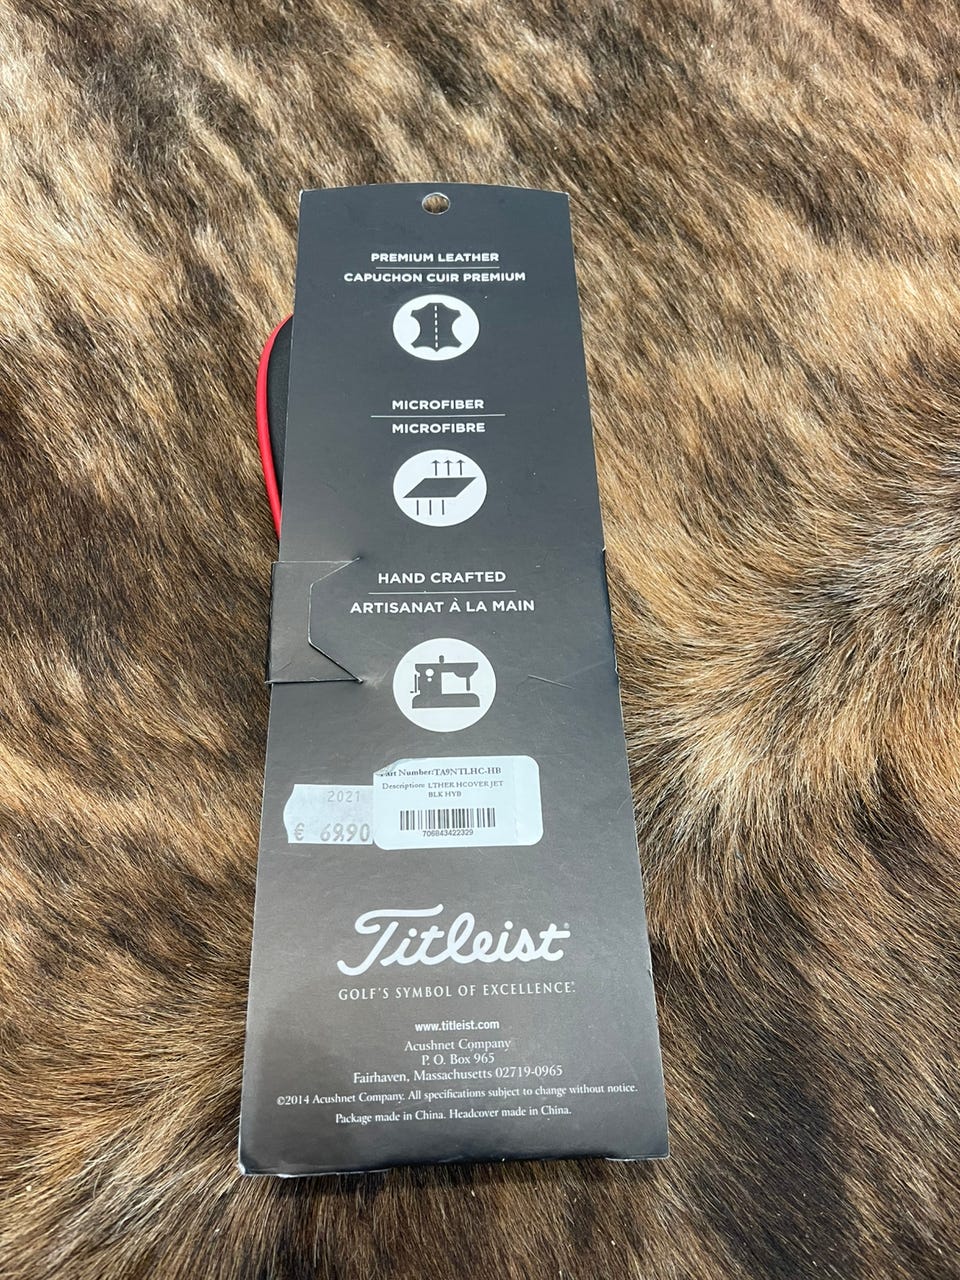 PREMIUM LEATHER
CAPUCHON CUIR PREMIUM
MICROFIBER
MICROFIBRE
HAND CRAFTED
ARTISANAT À LA MAIN
Part Number:TA9NTLHC-HB
Description: LTHER HCOVER JET
BLK HYB
706843422329
2021
€ 69.90
Titleist®
GOLF'S SYMBOL OF EXCELLENCE.
www.titleist.com
Acushnet Company
P. O. Box 965
Fairhaven, Massachusetts 02719-0965
©2014 Acushnet Company. All specifications subject to change without notice.
Package made in China. Headcover made in China.